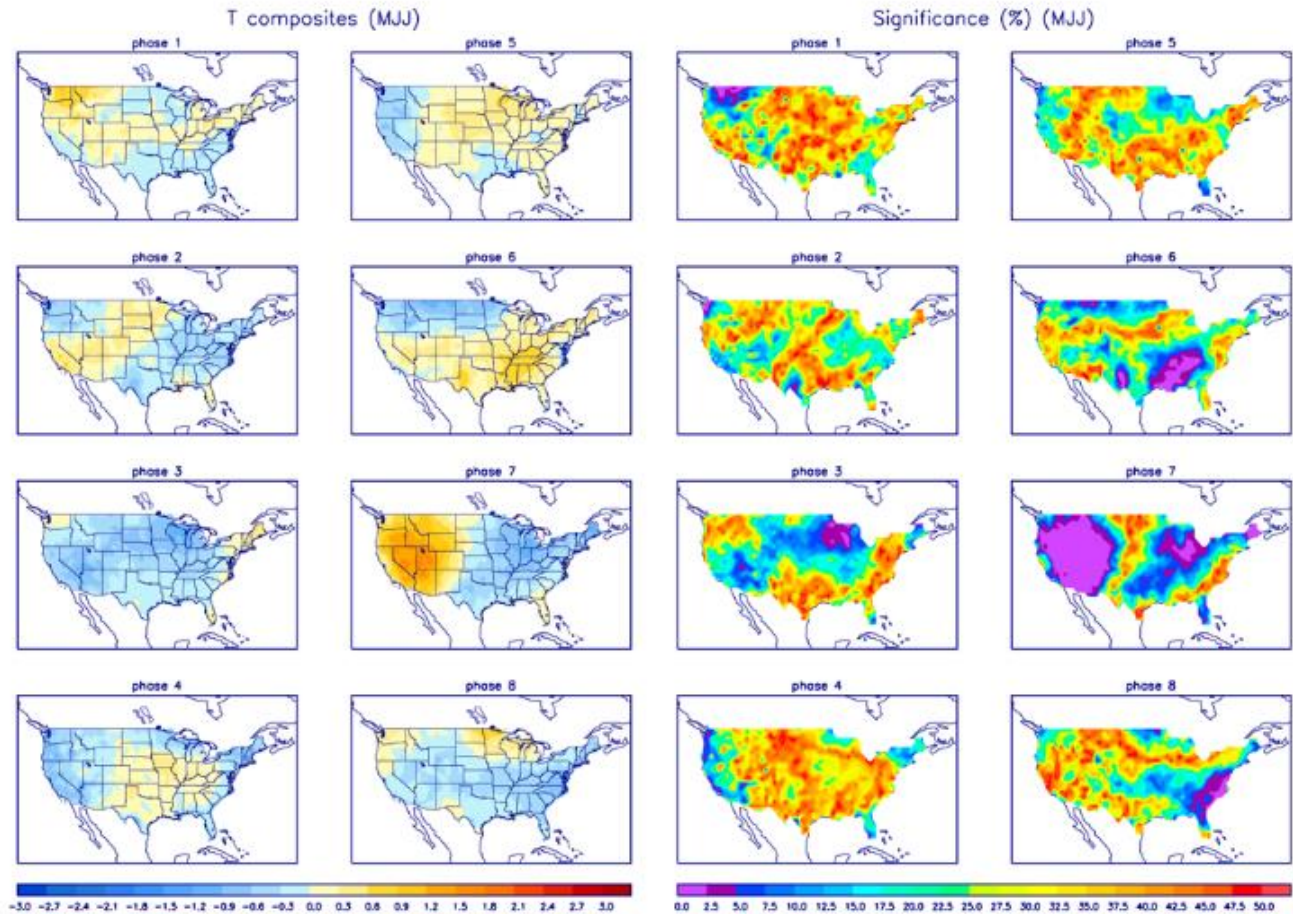 T composites (MJJ)
Significance (%) (MJJ)
phase 1
phase 5
phase 1
phase 5
phase 2
phase 6
phase 2
phase 6
phase 3
phase 7
phase 3
phase 7
phase 4
phase 8
phase 4
phase 8
-3.0 -2.7 -2.4 -2.1 -1.8 -1.5 -1.2 -0.9 -0.6 -0.3 0.0 0.3 0.6 0.9 1.2 1.5 1.8 2.1 2.4 2.7 3.0
0.0 2.5 5.0 7.5 10.0 12.5 15.0 17.5 20.0 22.5 25.0 27.5 30.0 32.5 35.0 37.5 40.0 42.5 45.0 47.5 50.0